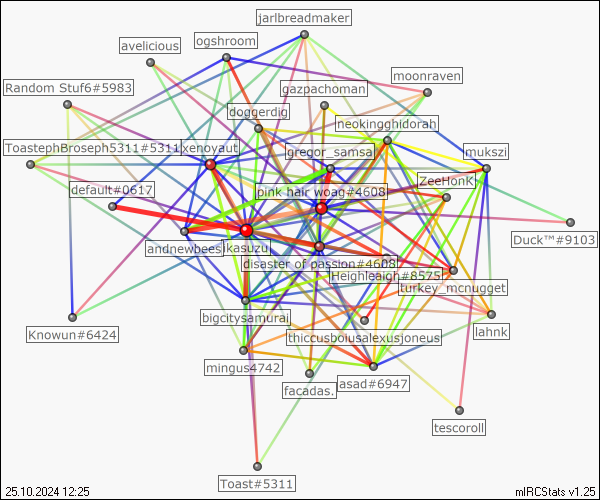 jarlbreadmaker
ogshroom
avelicious
moonraven
Random Stuf6#5983
gazpachoman
doggerdig
neokingghidorah
ToastephBroseph5311#5311
xenoyaut
gregor_samsa
mukszi
ZeeHonK
default#0617
pink hair woag#4608
Duck™#9103
andnewbees
ikasuzu
disaster of passion#4608
Heighleaigh#8575
turkey_mcnugget
bigcitysamurai
lahnk
Knowun#6424
thiccusboiusalexusjoneus
mingus4742
asad#6947
facadas.
tescoroll
Toast#5311
25.10.2024 12:25
mIRCStats v1.25